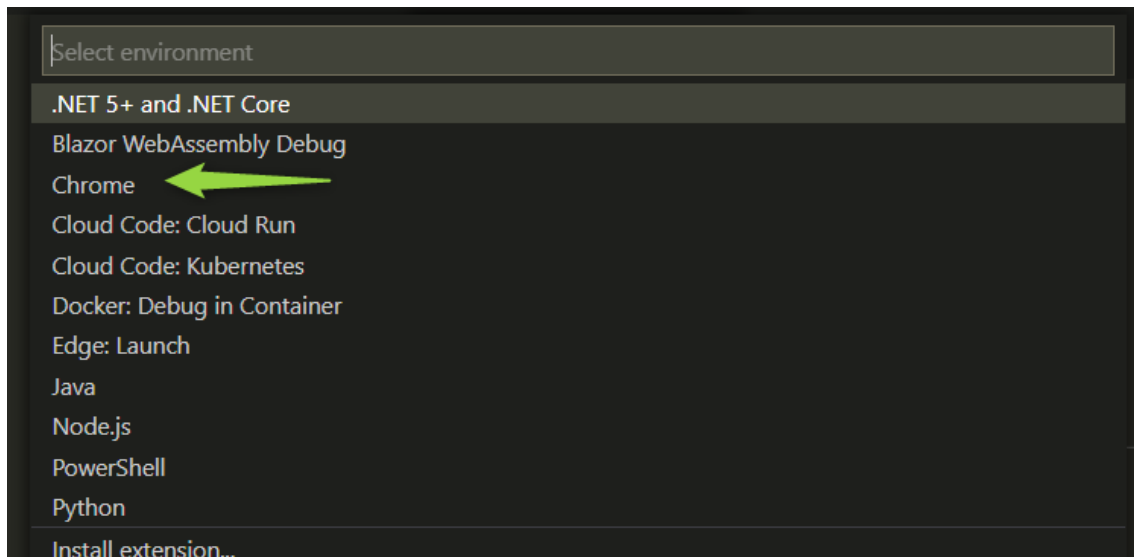 Select environment
.NET 5+ and .NET Core
Blazor WebAssembly Debug
Chrome
Cloud Code: Cloud Run
Cloud Code: Kubernetes
Docker: Debug in Container
Edge: Launch
Java
Node.js
PowerShell
Python
Install extension...